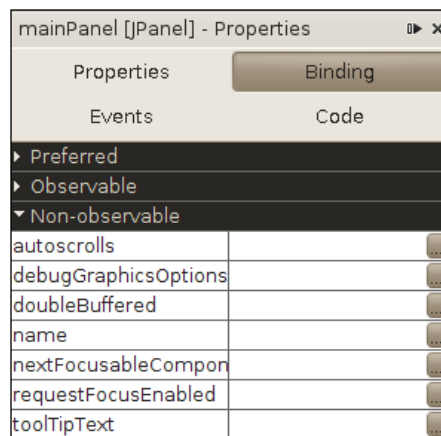 mainPanel [JPanel] - Properties
Properties Binding
Events Code
Preferred
Observable
Non-observable
autoscrolls ...
debugGraphicsOptions ...
doubleBuffered ...
name ...
nextFocusableCompon ...
requestFocusEnabled ...
toolTipText ...